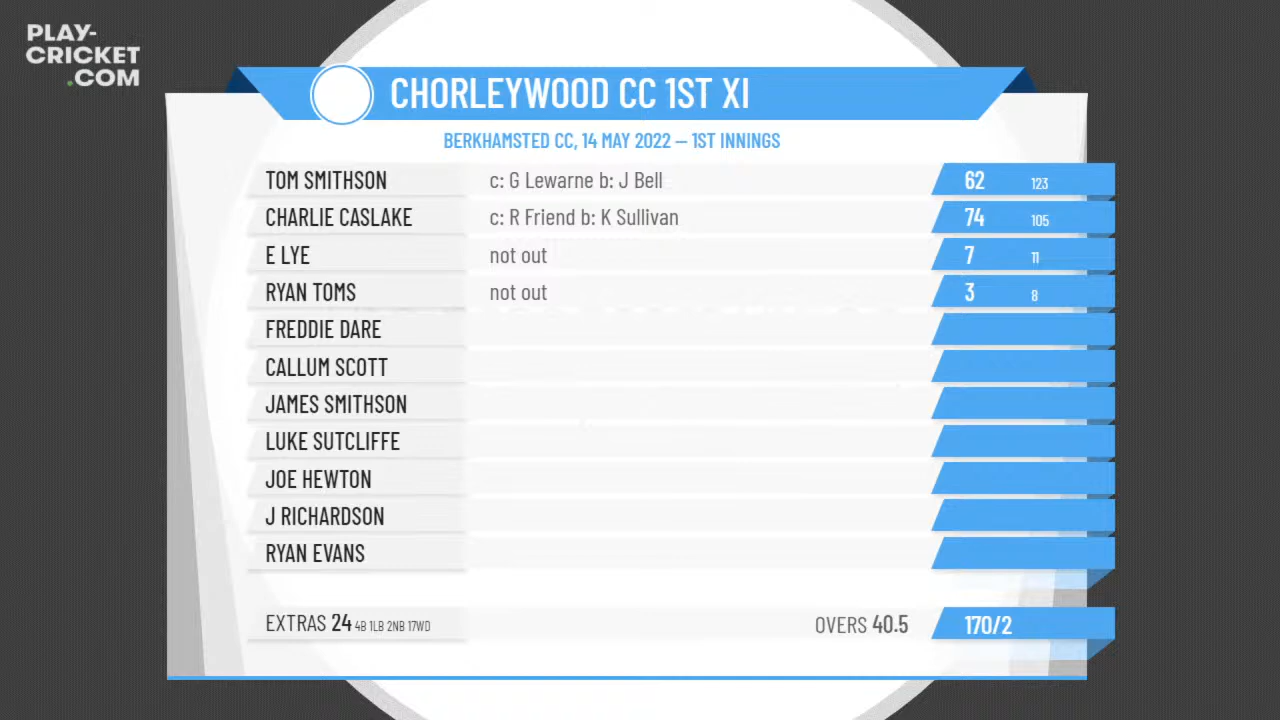 PLAY-
CRICKET
.COM
CHORLEYWOOD CC 1ST XI
BERKHAMSTED CC, 14 MAY 2022 – 1ST INNINGS
TOM SMITHSON c: G Lewarne b: J Bell 62 123
CHARLIE CASLAKE c: R Friend b: K Sullivan 74 105
E LYE not out 7 11
RYAN TOMS not out 3 8
FREDDIE DARE
CALLUM SCOTT
JAMES SMITHSON
LUKE SUTCLIFFE
JOE HEWTON
J RICHARDSON
RYAN EVANS
EXTRAS 24 4B 1LB 2NB 17WD OVERS 40.5 170/2